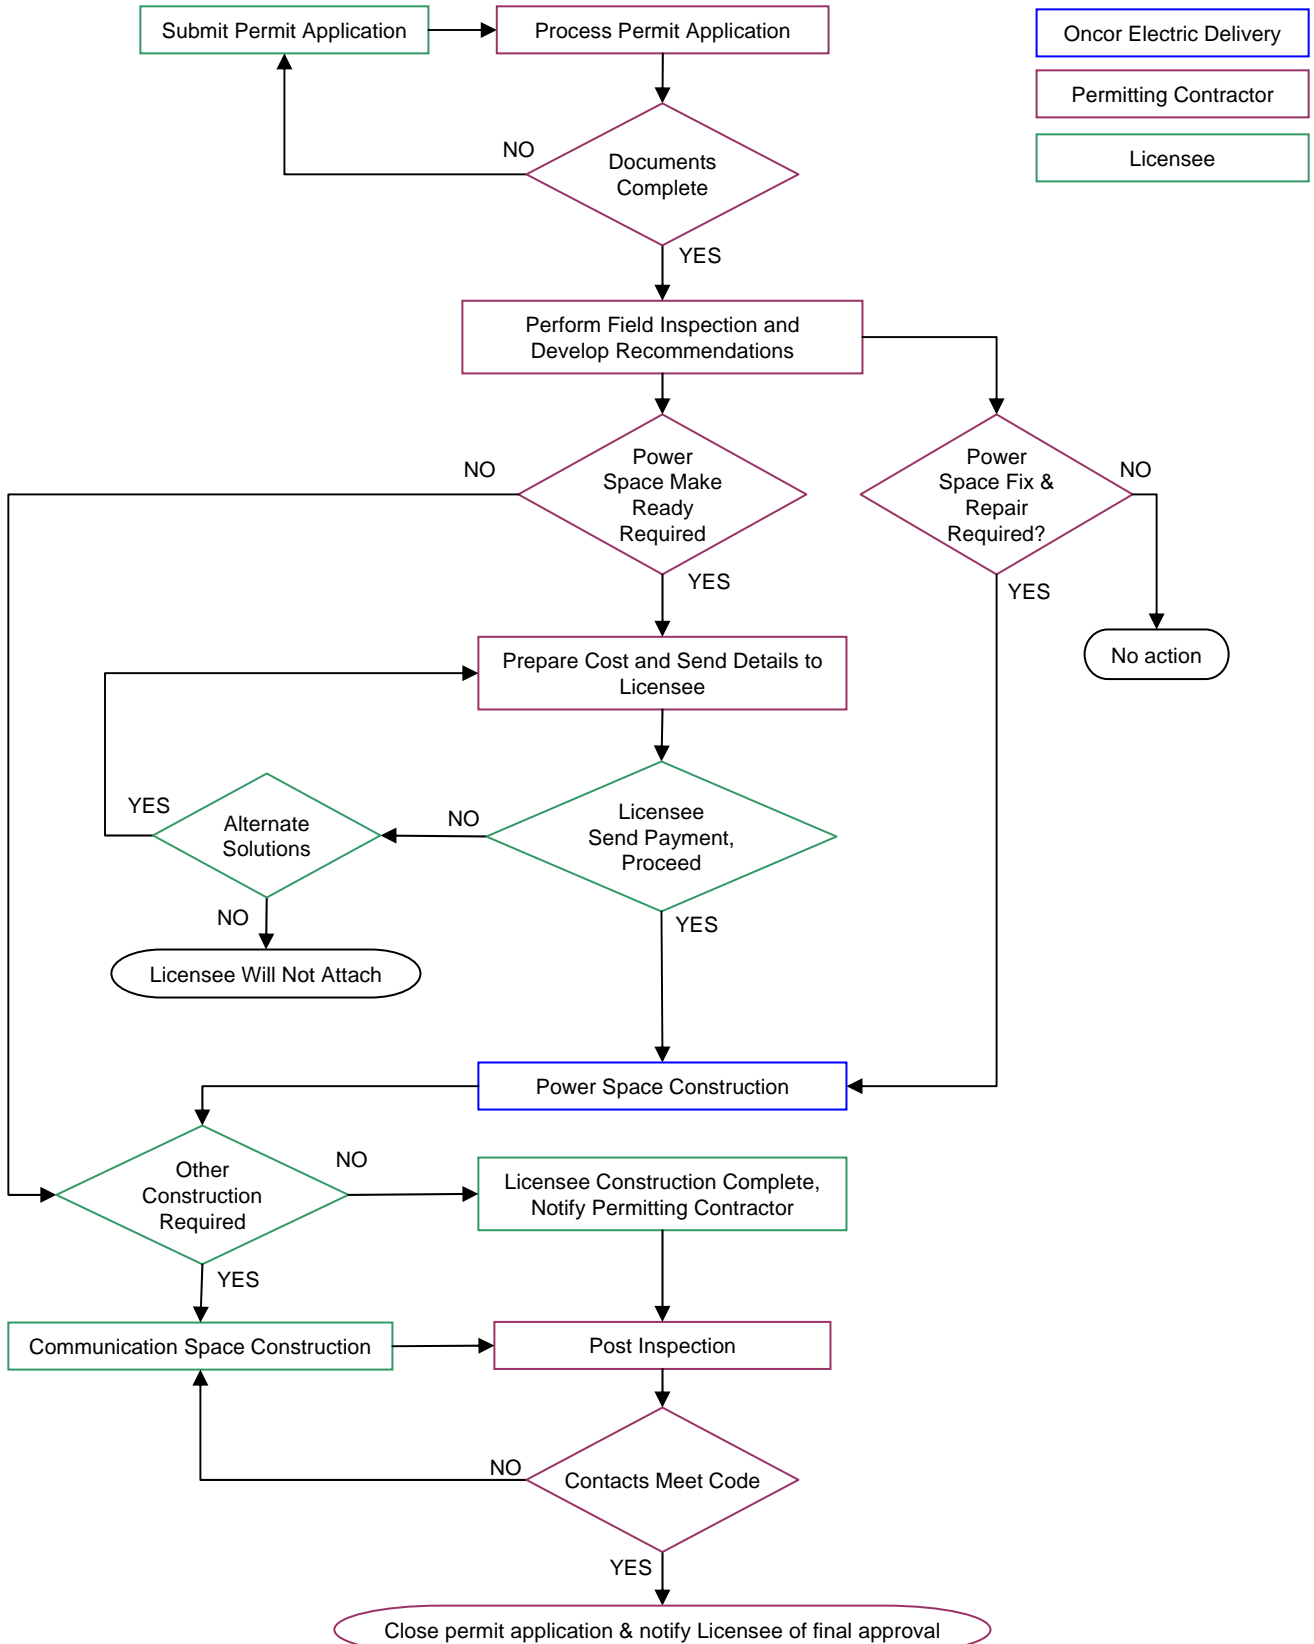 Submit Permit Application
Process Permit Application
Oncor Electric Delivery
Permitting Contractor
Licensee
NO
Documents
Complete
YES
Perform Field Inspection and
Develop Recommendations
NO
Power
Space Make
Ready
Required
YES
Power
Space Fix &
Repair
Required?
NO
YES
No action
Prepare Cost and Send Details to
Licensee
YES
Alternate
Solutions
NO
Licensee
Send Payment,
Proceed
NO
YES
Licensee Will Not Attach
Power Space Construction
Other
Construction
Required
NO
Licensee Construction Complete,
Notify Permitting Contractor
YES
Communication Space Construction
Post Inspection
NO
Contacts Meet Code
YES
Close permit application & notify Licensee of final approval